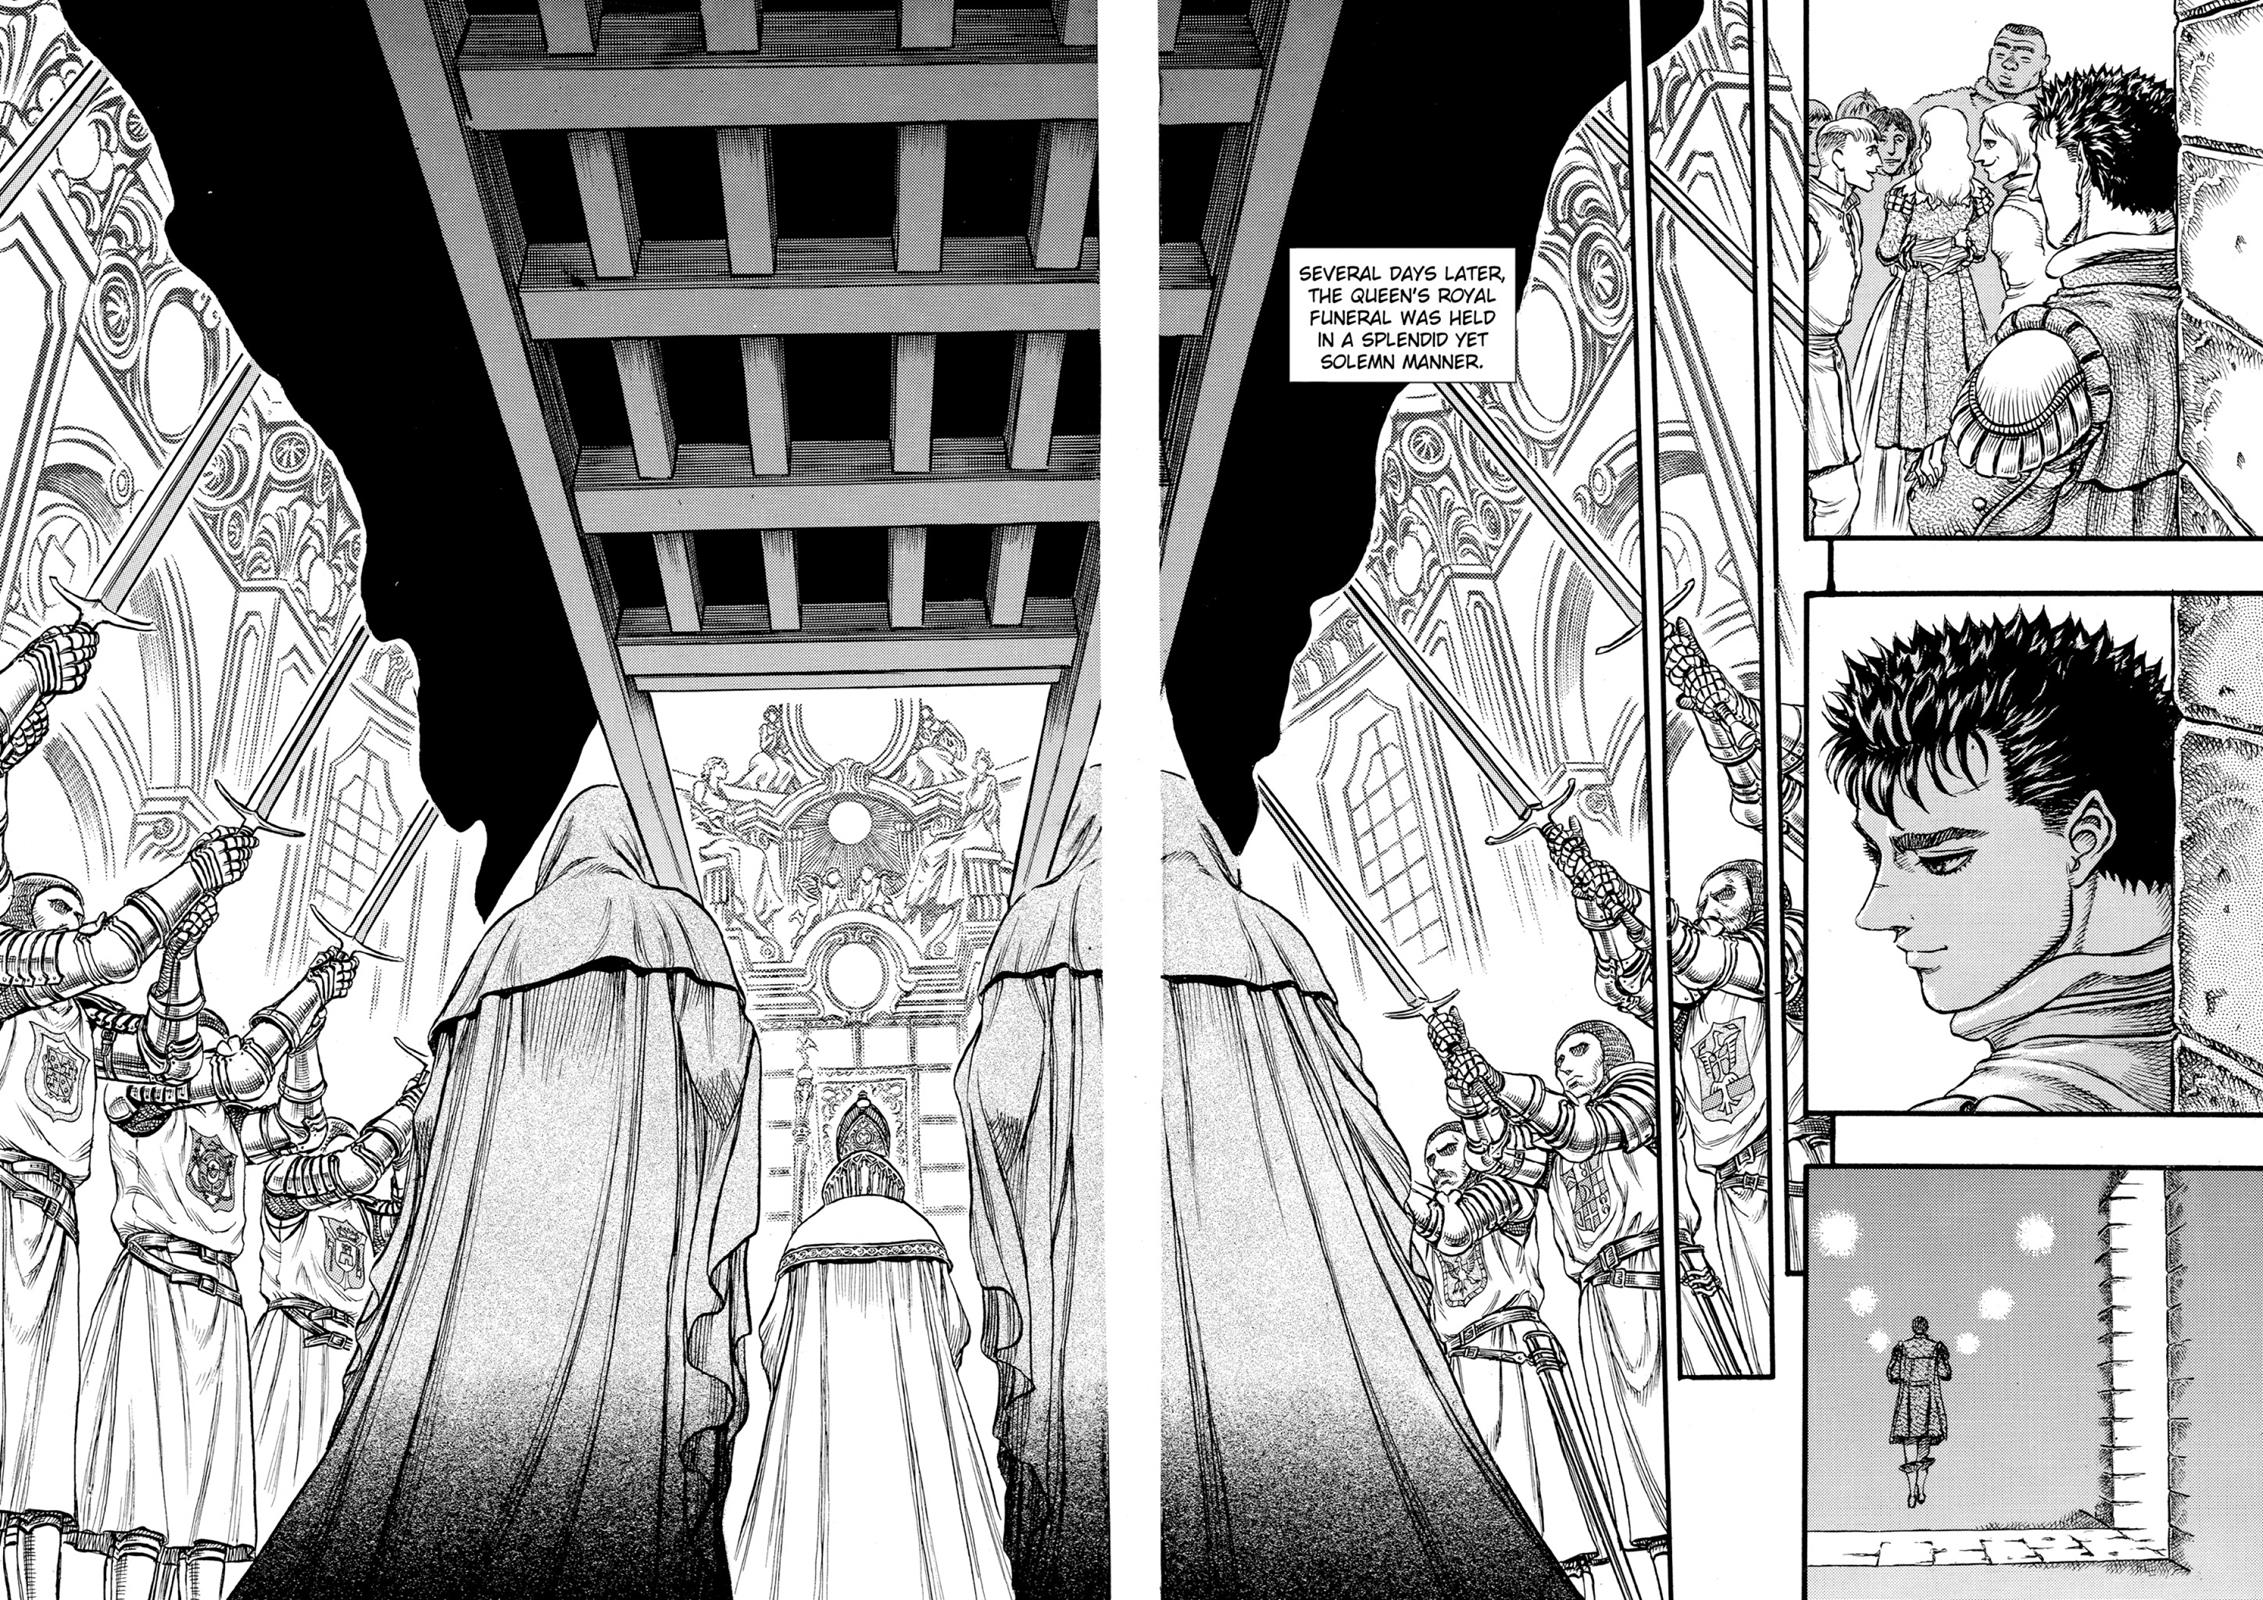 SEVERAL DAYS LATER,
THE QUEEN'S ROYAL
FUNERAL WAS HELD
IN A SPLENDID YET
SOLEMN MANNER.